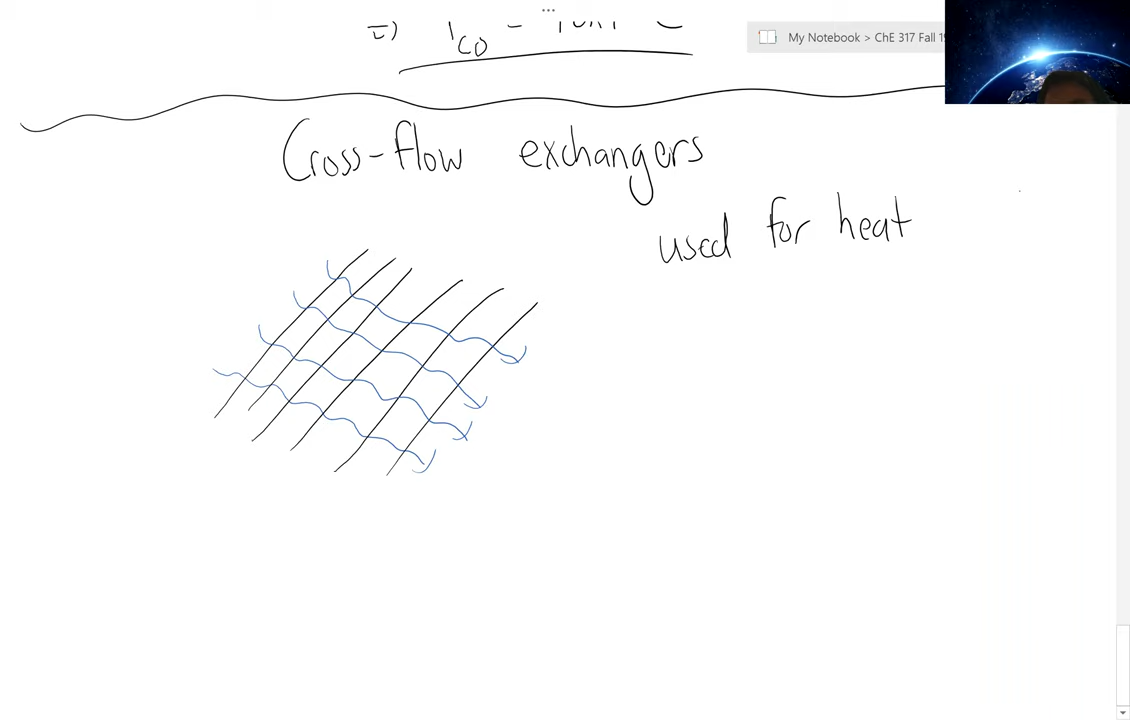 My Notebook > ChE 317 Fall 1
Cross-flow exchangers
used for heat